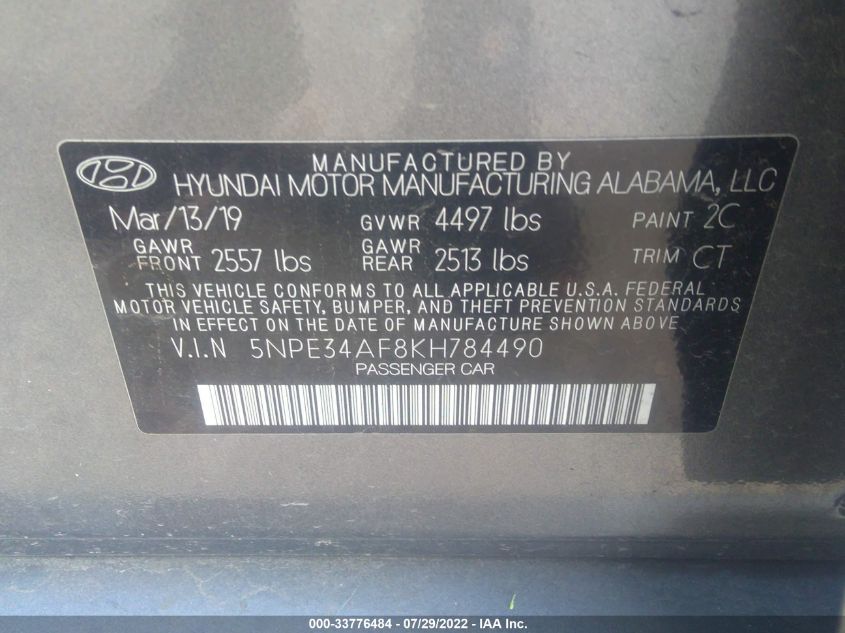 MANUFACTURED BY
HYUNDAI MOTOR MANUFACTURING ALABAMA, LLC
Mar/13/19 GVWR 4497 lbs PAINT 2C
GAWR FRONT 2557 lbs GAWR REAR 2513 lbs TRIM CT
THIS VEHICLE CONFORMS TO ALL APPLICABLE U.S.A. FEDERAL
MOTOR VEHICLE SAFETY, BUMPER, AND THEFT PREVENTION STANDARDS
IN EFFECT ON THE DATE OF MANUFACTURE SHOWN ABOVE.
V.I.N 5NPE34AF8KH784490
PASSENGER CAR
000-33776484 - 07/29/2022 - IAA Inc.